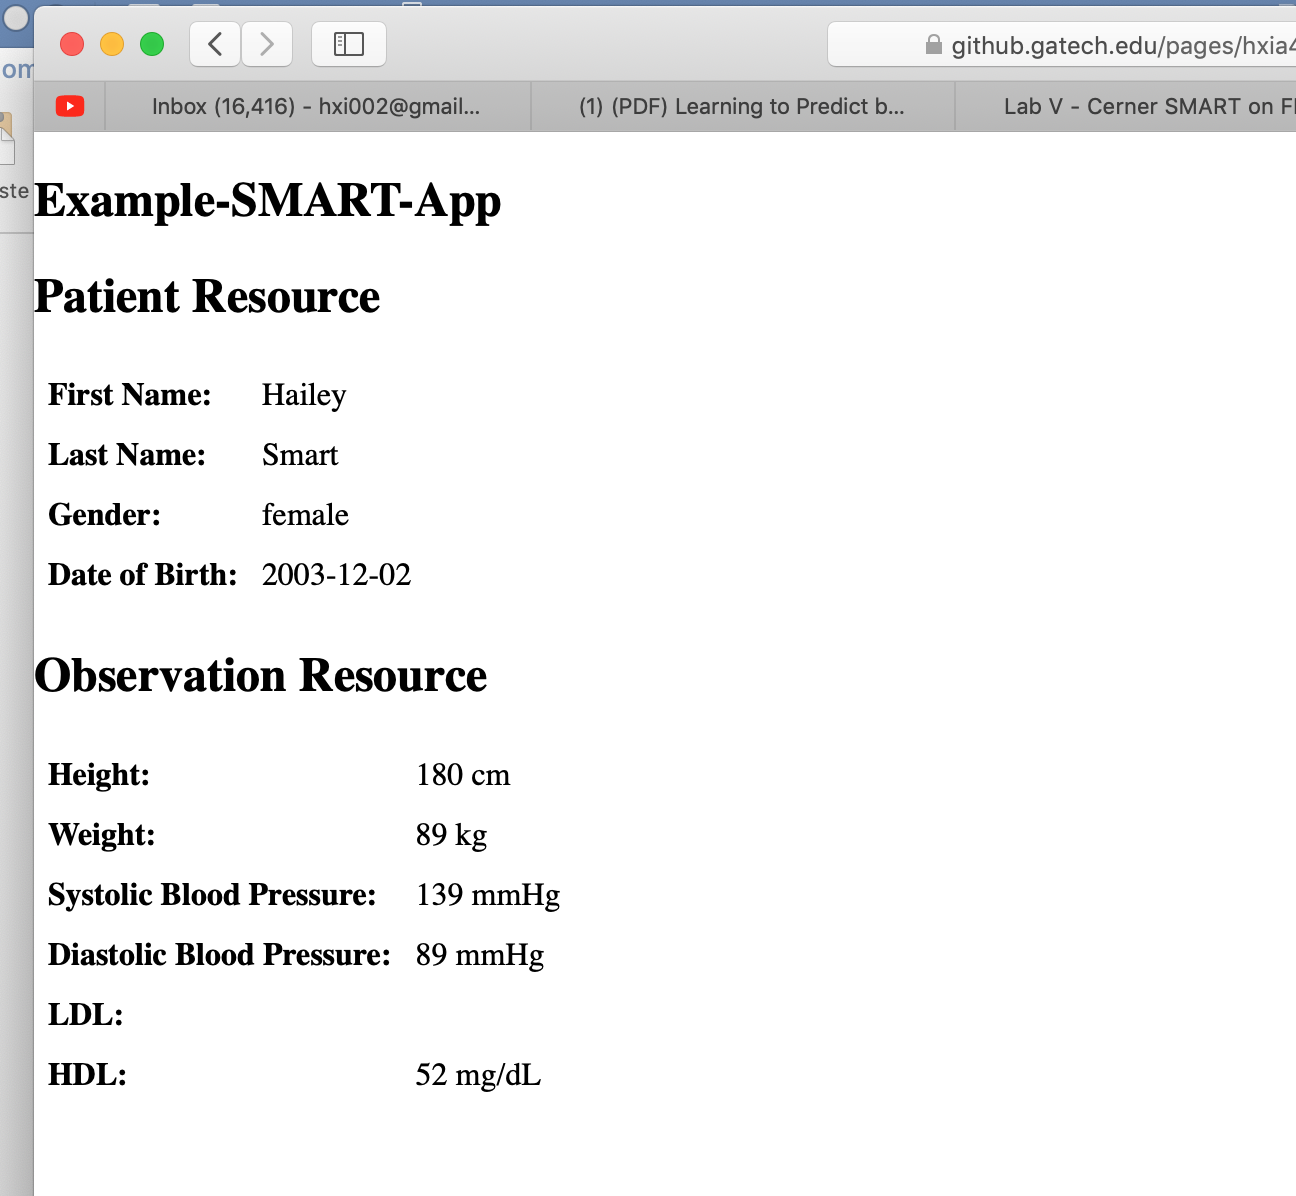 github.gatech.edu/pages/hxia4
Inbox (16,416) - hxi002@gmail...
(1) (PDF) Learning to Predict b...
Lab V - Cerner SMART on F
Example-SMART-App
Patient Resource
First Name: Hailey
Last Name: Smart
Gender: female
Date of Birth: 2003-12-02
Observation Resource
Height: 180 cm
Weight: 89 kg
Systolic Blood Pressure: 139 mmHg
Diastolic Blood Pressure: 89 mmHg
LDL:
HDL: 52 mg/dL